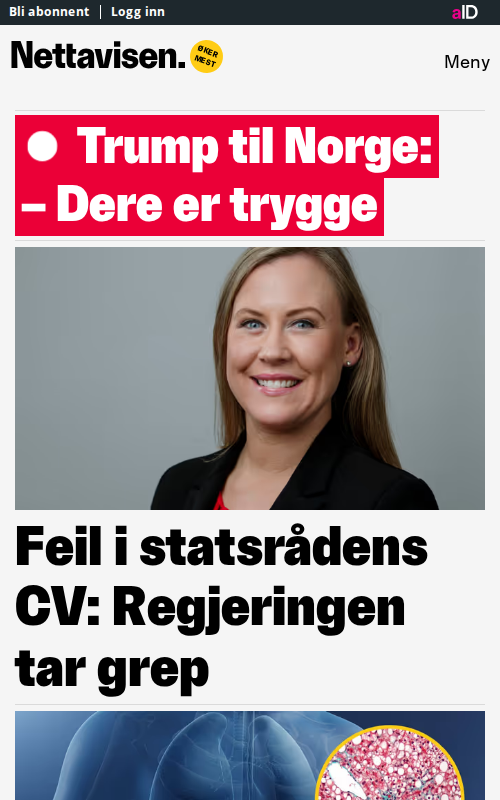 Bli abonnent | Logg inn
aID
Nettavisen.
ØKER
MEST
Meny
Trump til Norge:
– Dere er trygge
Feil i statsrådens
CV: Regjeringen
tar grep